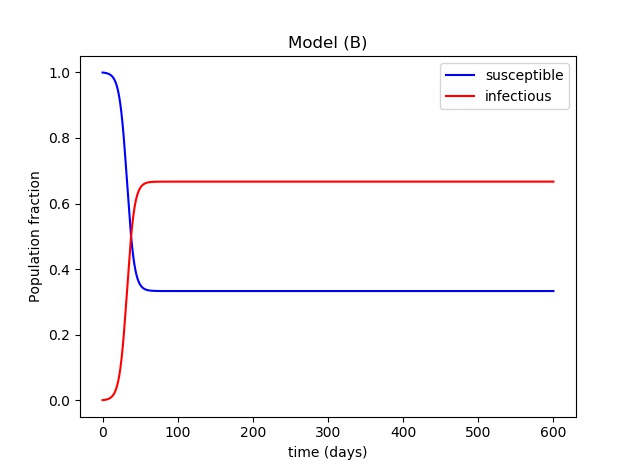 Model (B)
susceptible
infectious
Population fraction
1.0
0.8
0.6
0.4
0.2
0.0
0 100 200 300 400 500 600
time (days)